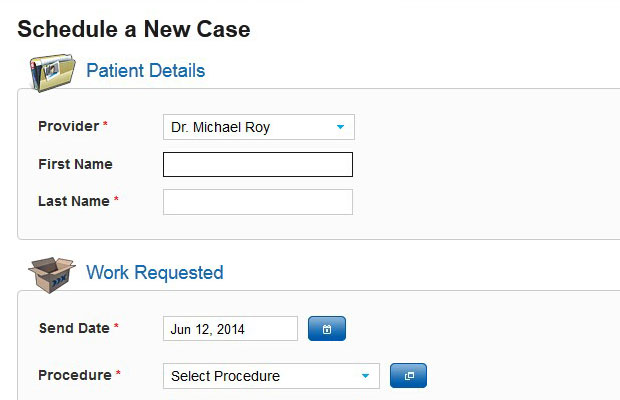 Schedule a New Case
Patient Details
Provider * Dr. Michael Roy
First Name
Last Name *
Work Requested
Send Date * Jun 12, 2014
Procedure * Select Procedure